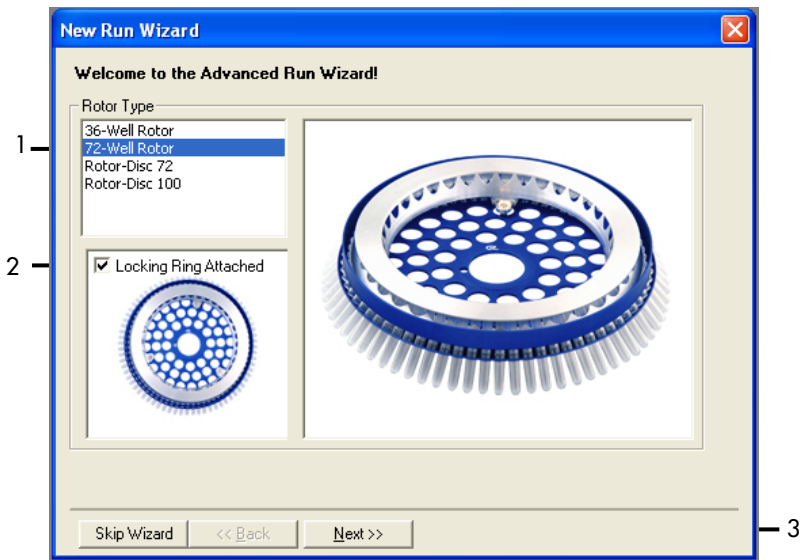 New Run Wizard
Welcome to the Advanced Run Wizard!
Rotor Type
1
36-Well Rotor
72-Well Rotor
Rotor-Disc 72
Rotor-Disc 100
2
Locking Ring Attached
Skip Wizard
<< Back
Next >>
3